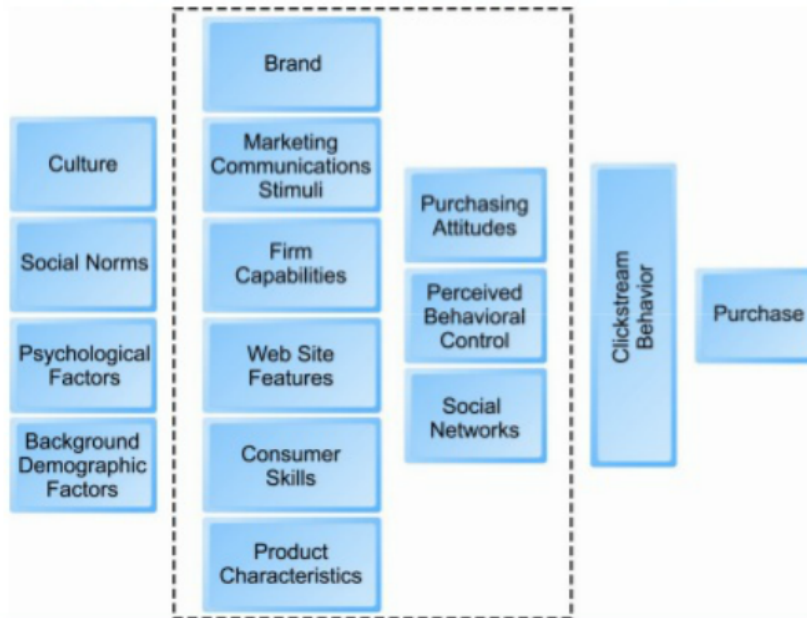 Culture
Social Norms
Psychological
Factors
Background
Demographic
Factors
Brand
Marketing
Communications
Stimuli
Firm
Capabilities
Web Site
Features
Consumer
Skills
Product
Characteristics
Purchasing
Attitudes
Perceived
Behavioral
Control
Social
Networks
Clickstream
Behavior
Purchase